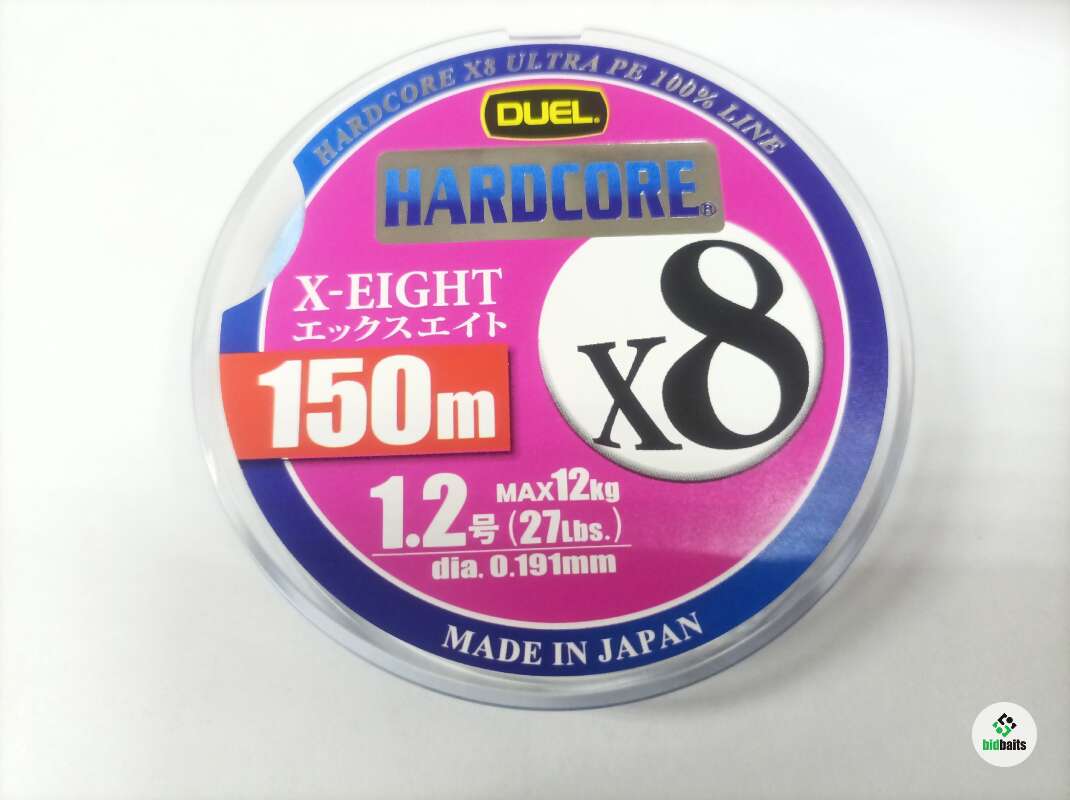 HARDCORE X8 ULTRA PE 100% LINE
DUEL®
HARDCORE®
X-EIGHT
エックスエイト
150m
x8
1.2号 MAX12kg
(27Lbs.)
dia. 0.191mm
MADE IN JAPAN
bidbaits